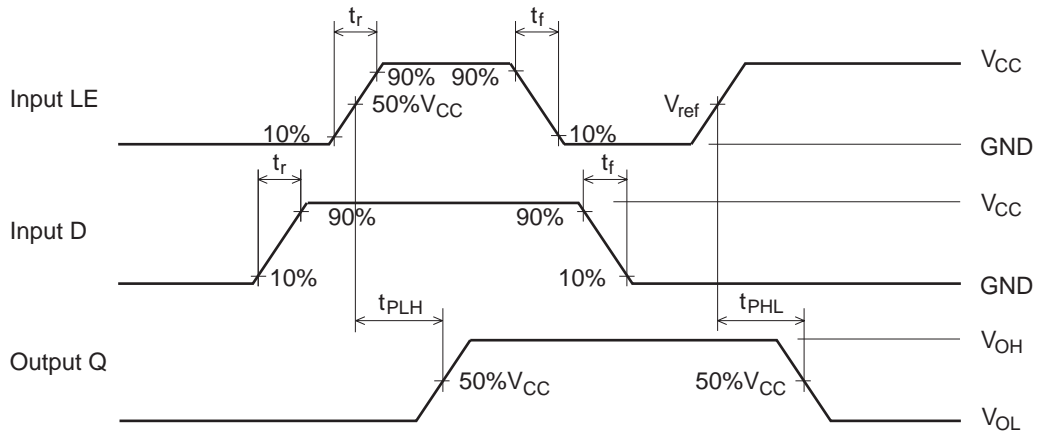 tr tf
VCC
90% 90%
Input LE 50%VCC Vref
10% 10%
GND
tr tf
VCC
90% 90%
Input D
10% 10%
GND
tPLH tPHL
VOH
Output Q
50%VCC 50%VCC
VOL